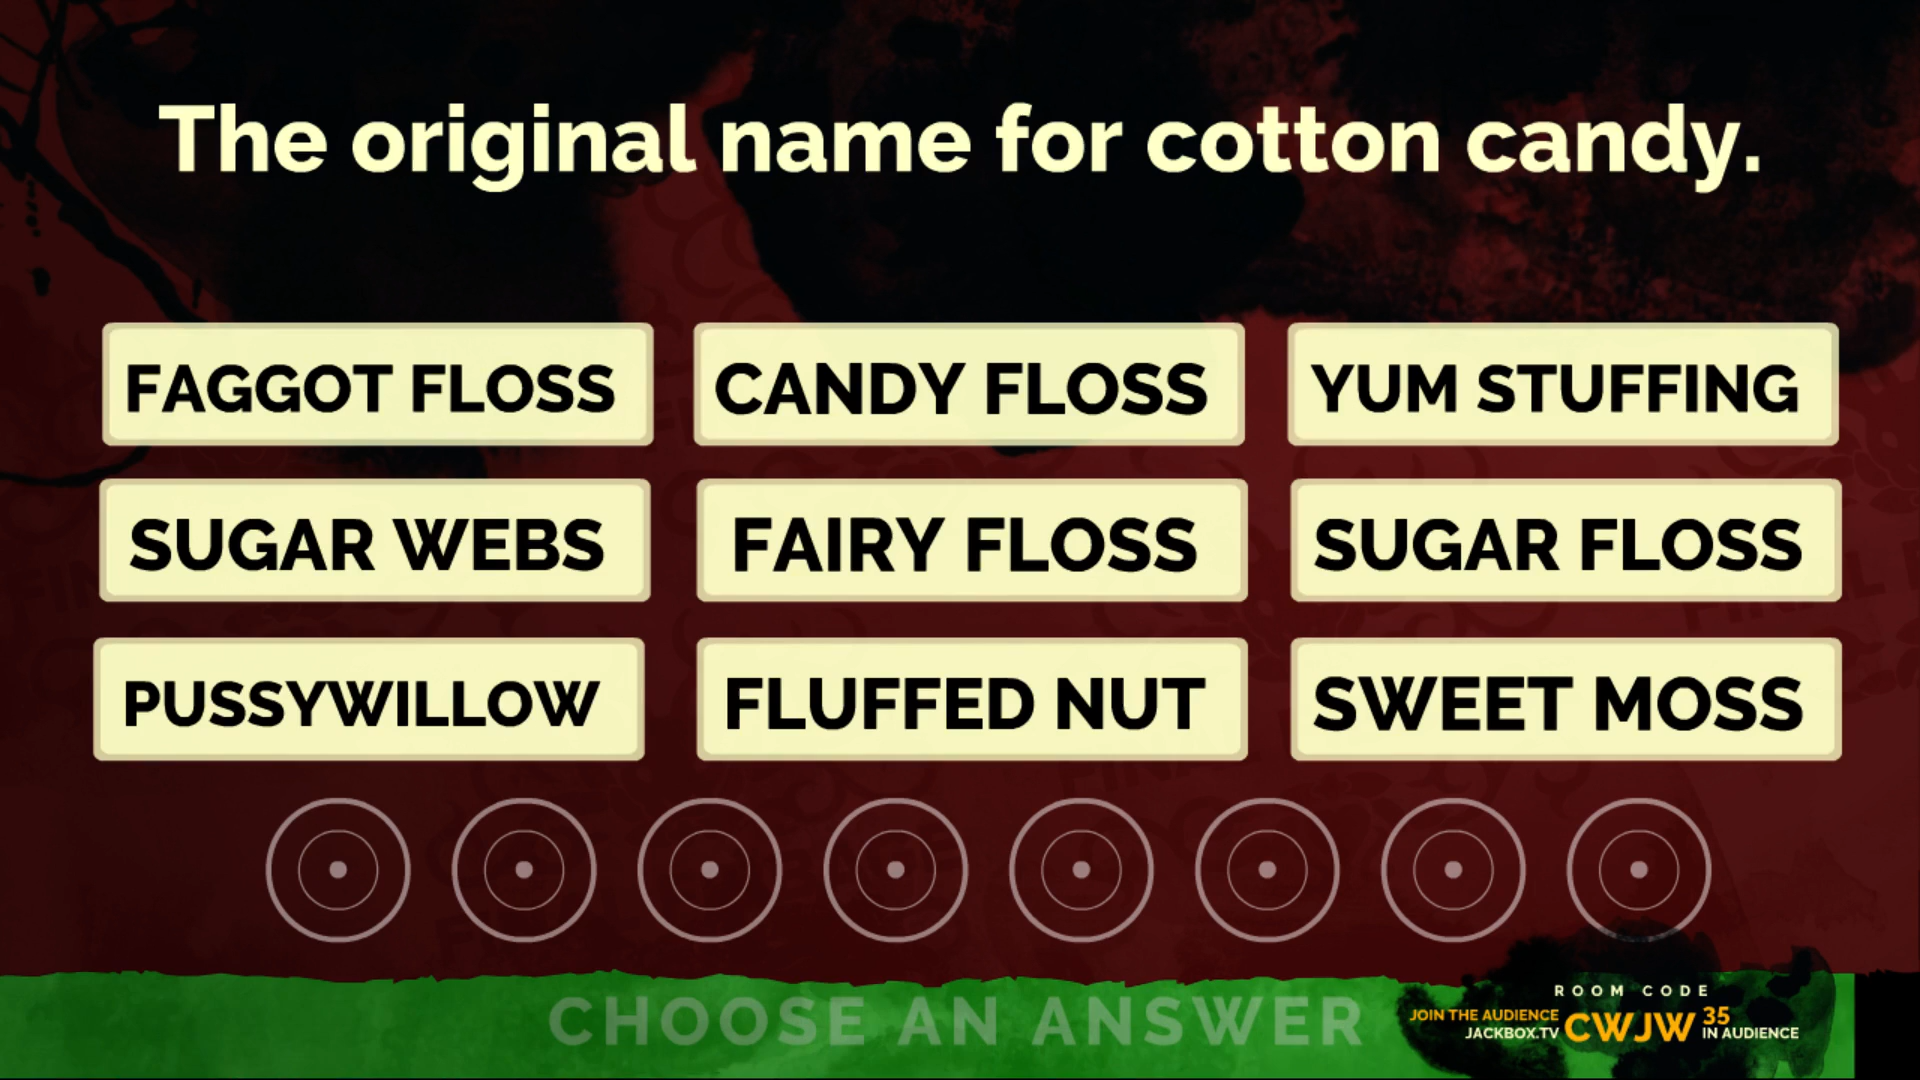 The original name for cotton candy.
FAGGOT FLOSS
CANDY FLOSS
YUM STUFFING
SUGAR WEBS
FAIRY FLOSS
SUGAR FLOSS
PUSSYWILLOW
FLUFFED NUT
SWEET MOSS
CHOOSE AN ANSWER
ROOM CODE
JOIN THE AUDIENCE
JACKBOX.TV
CWJW
35
IN AUDIENCE